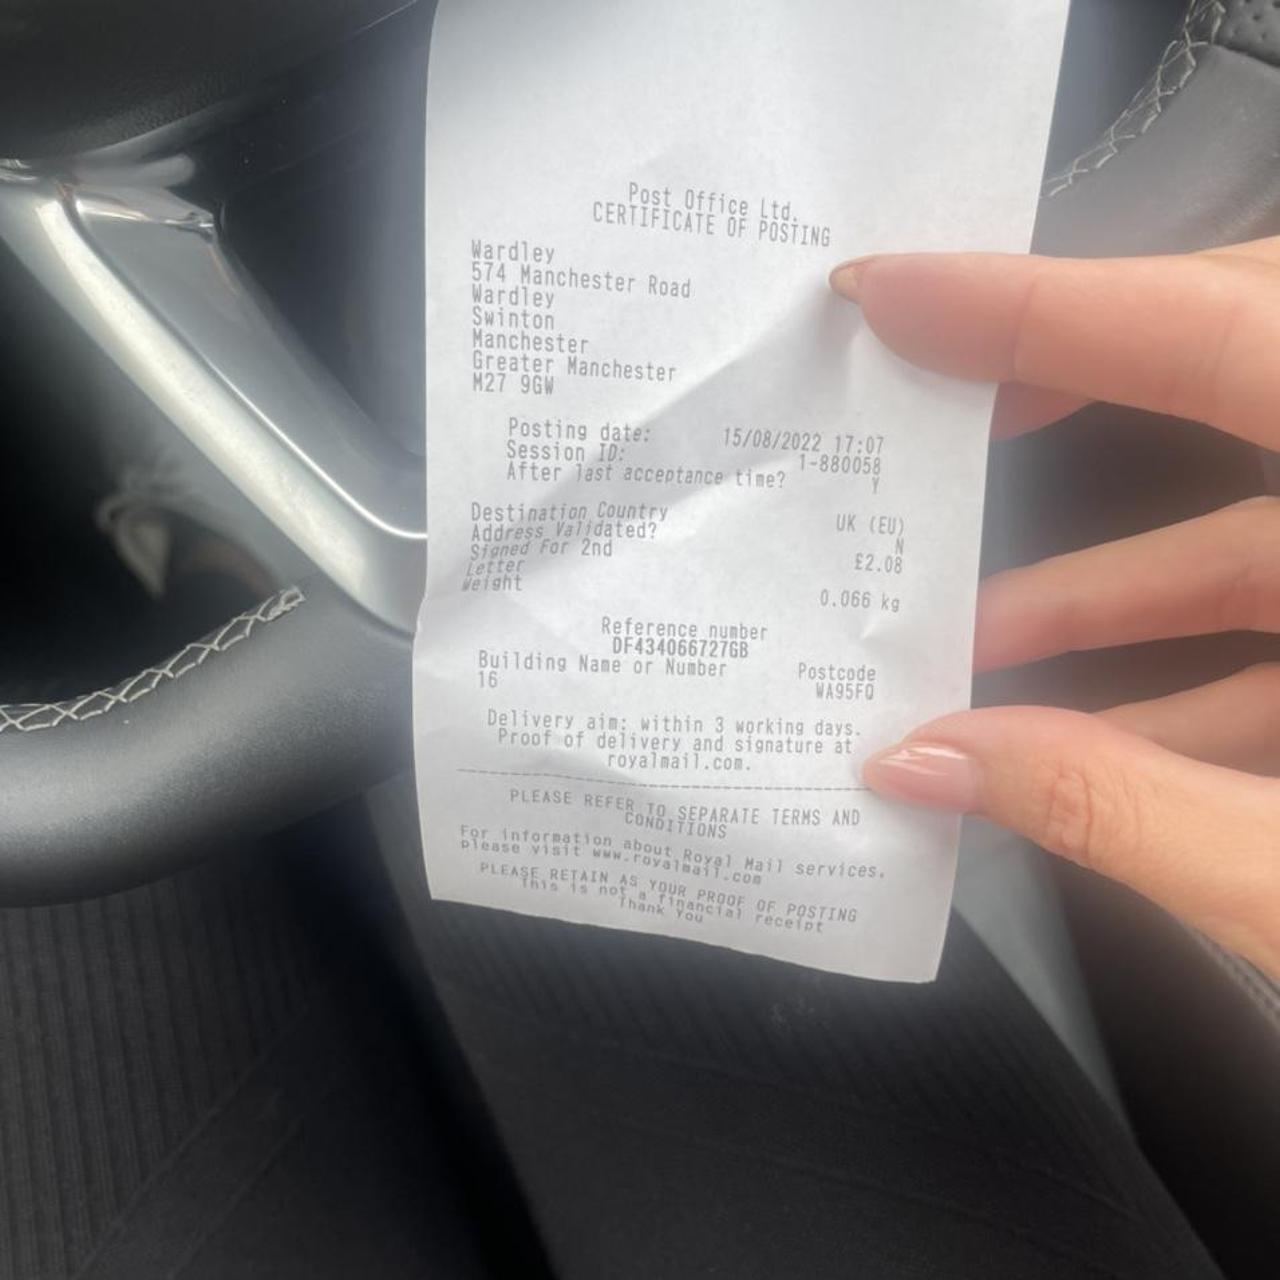 Post Office Ltd.
CERTIFICATE OF POSTING
Wardley
574 Manchester Road
Wardley
Swinton
Manchester
Greater Manchester
M27 9GW
Posting date: 15/08/2022 17:07
Session ID: 1-880058
After last acceptance time? Y
Destination Country UK (EU)
Address Validated? N
Signed For 2nd £2.08
Letter
Weight 0.066 kg
Reference number
DF434066727GB
Building Name or Number Postcode
16 WA95FQ
Delivery aim: within 3 working days.
Proof of delivery and signature at
royalmail.com.
PLEASE REFER TO SEPARATE TERMS AND
CONDITIONS
For information about Royal Mail services.
please visit www.royalmail.com
PLEASE RETAIN AS YOUR PROOF OF POSTING
This is not a financial receipt
Thank You